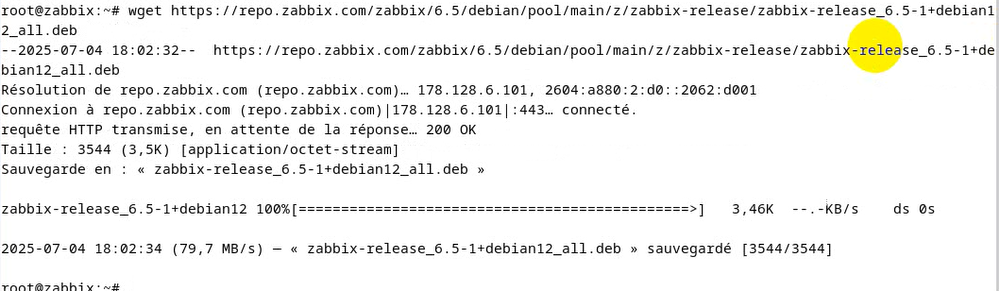 root@zabbix:~# wget https://repo.zabbix.com/zabbix/6.5/debian/pool/main/z/zabbix-release/zabbix-release_6.5-1+debian1
2_all.deb
--2025-07-04 18:02:32--  https://repo.zabbix.com/zabbix/6.5/debian/pool/main/z/zabbix-release/zabbix-release_6.5-1+de
bian12_all.deb
Résolution de repo.zabbix.com (repo.zabbix.com)… 178.128.6.101, 2604:a880:2:d0::2062:d001
Connexion à repo.zabbix.com (repo.zabbix.com)|178.128.6.101|:443… connecté.
requête HTTP transmise, en attente de la réponse… 200 OK
Taille : 3544 (3,5K) [application/octet-stream]
Sauvegarde en : « zabbix-release_6.5-1+debian12_all.deb »
zabbix-release_6.5-1+debian12 100%[==============================================>]   3,46K  --.-KB/s    ds 0s
2025-07-04 18:02:34 (79,7 MB/s) — « zabbix-release_6.5-1+debian12_all.deb » sauvegardé [3544/3544]
root@zabbix:~#